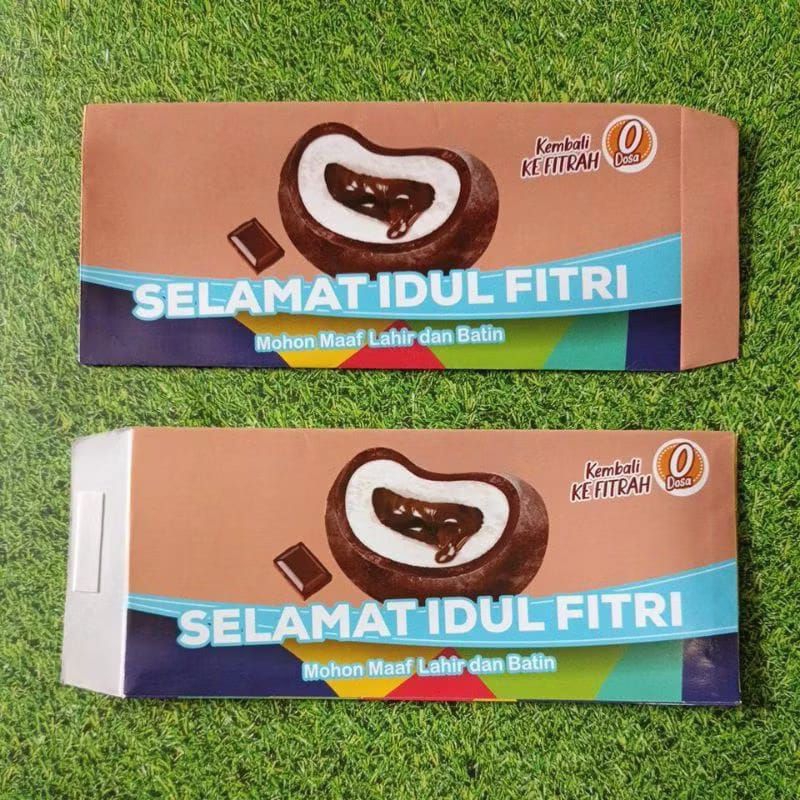 Kembali
KE FITRAH
0
Dosa
SELAMAT IDUL FITRI
Mohon Maaf Lahir dan Batin
Kembali
KE FITRAH
0
Dosa
SELAMAT IDUL FITRI
Mohon Maaf Lahir dan Batin